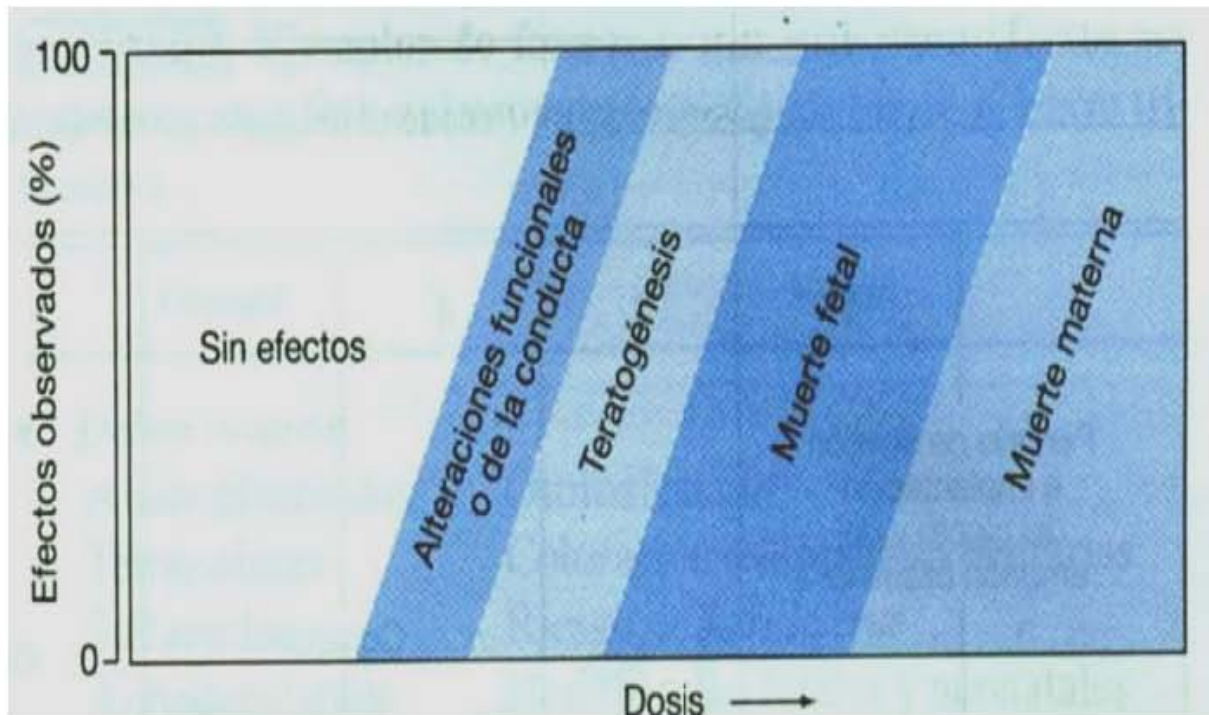 100
Efectos observados (%)
0
Sin efectos
Alteraciones funcionales
o de la conducta
Teratogénesis
Muerte fetal
Muerte materna
Dosis →